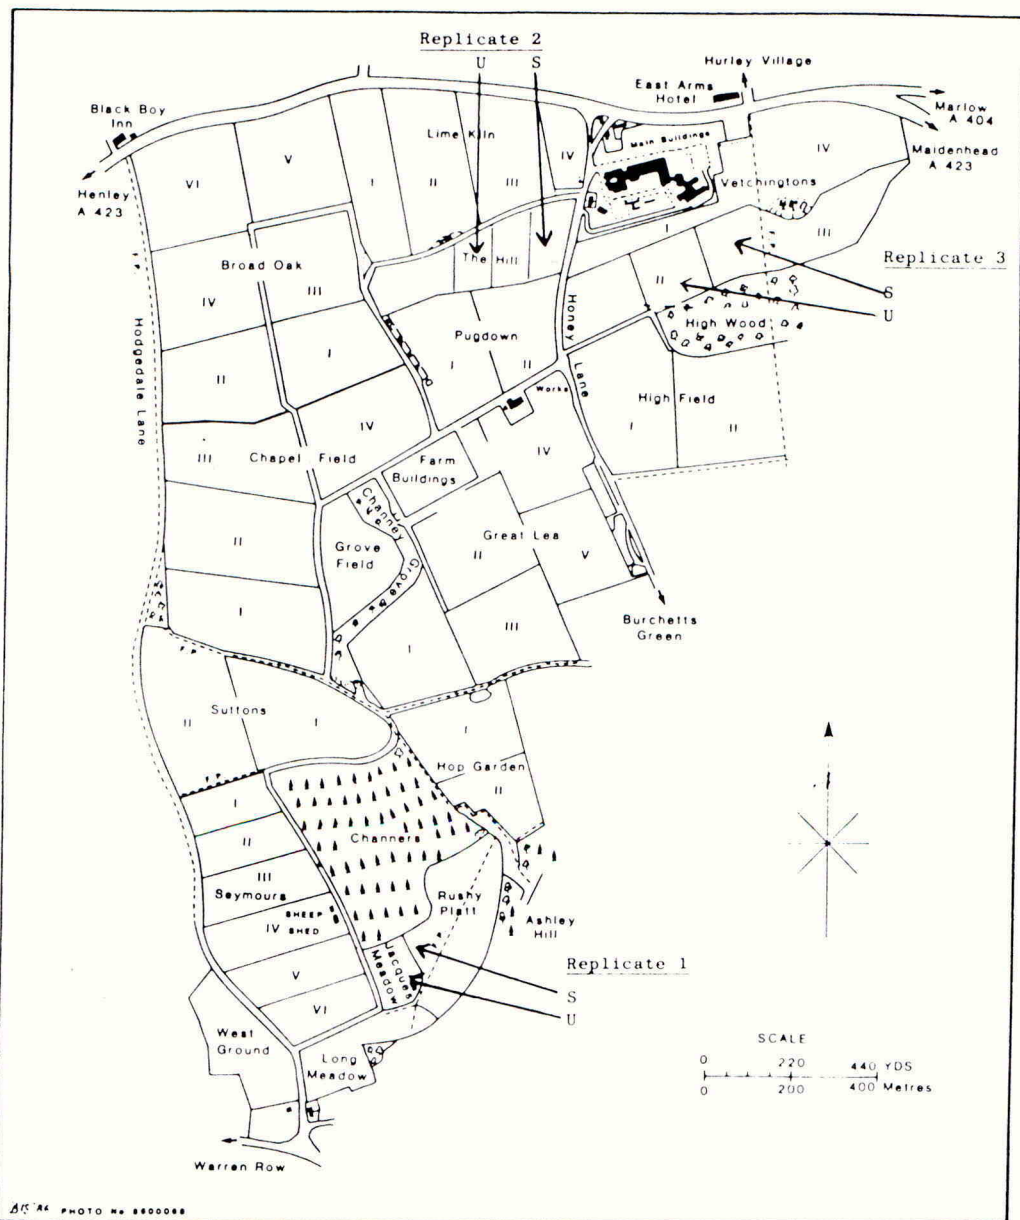 Replicate 2
U S
Hurley Village
East Arms
Hotel
Marlow
A 404
Maidenhead
A 423
Black Boy
Inn
Henley
A 423
Lime Kiln
Main Buildings
Vetchingtons
VI
V
I
II
III
IV
IV
I
III
II
The Hill
Broad Oak
IV
III
II
I
Replicate 3
S
U
High Wood
Hodgedale Lane
Honey
Lane
Pugdown
I
II
Works
High Field
I
II
IV
III
Chapel Field
II
I
Farm
Buildings
Channey
Grove
Grove
Field
IV
Great Lea
II
V
III
I
Burchetts
Green
Suttons
II
I
I
Hop Garden
II
Channers
I
II
III
Seymours
IV
SHEEP
SHED
V
VI
Rushy
Platt
Ashley
Hill
Jacques
Meadow
Replicate 1
S
U
West
Ground
Long
Meadow
Warren Row
SCALE
0 220 440 YDS
0 200 400 Metres
PHOTO No 8600068